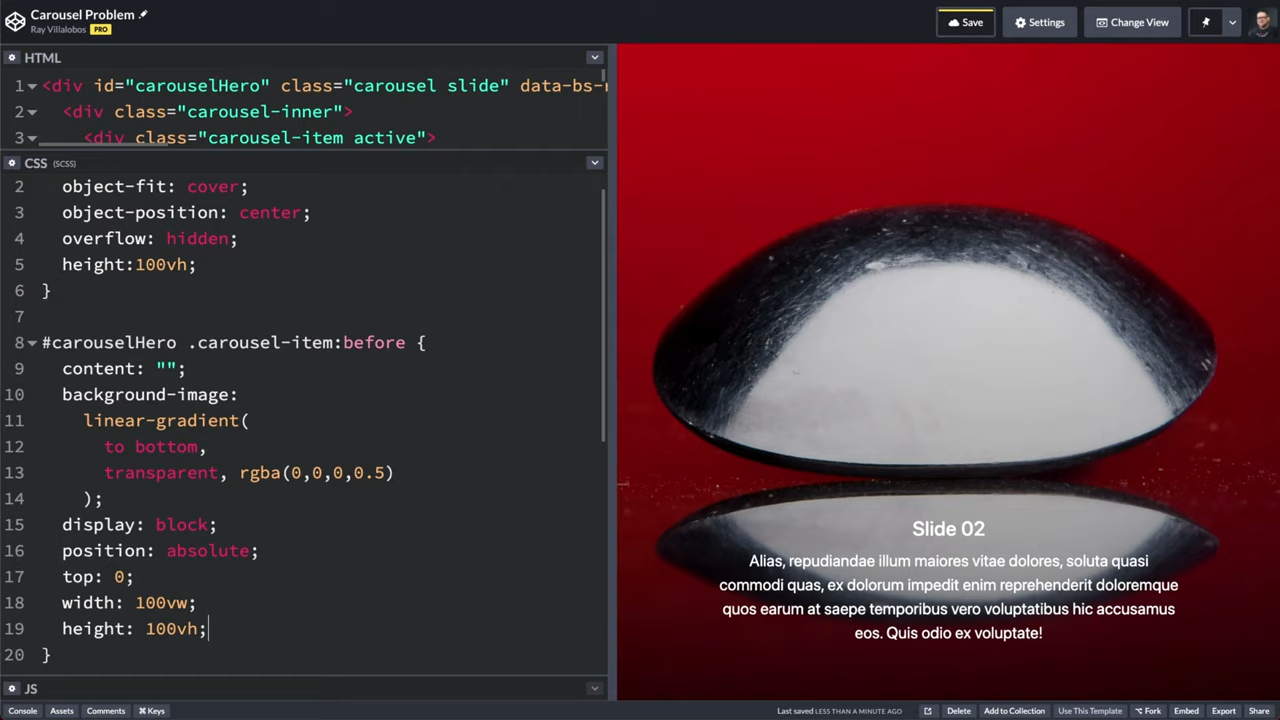 Carousel Problem
Ray Villalobos PRO
Save
Settings
Change View
HTML
1 <div id="carouselHero" class="carousel slide" data-bs-r
2 <div class="carousel-inner">
3 <div class="carousel-item active">
CSS (SCSS)
2 object-fit: cover;
3 object-position: center;
4 overflow: hidden;
5 height:100vh;
6 }
7
8 #carouselHero .carousel-item:before {
9 content: "";
10 background-image:
11 linear-gradient(
12 to bottom,
13 transparent, rgba(0,0,0,0.5)
14 );
15 display: block;
16 position: absolute;
17 top: 0;
18 width: 100vw;
19 height: 100vh;
20 }
JS
Slide 02
Alias, repudiandae illum maiores vitae dolores, soluta quasi
commodi quas, ex dolorum impedit enim reprehenderit doloremque
quos earum at saepe temporibus vero voluptatibus hic accusamus
eos. Quis odio ex voluptate!
Console
Assets
Comments
⌘ Keys
Last saved LESS THAN A MINUTE AGO
Delete
Add to Collection
Use This Template
⌥ Fork
Embed
Export
Share